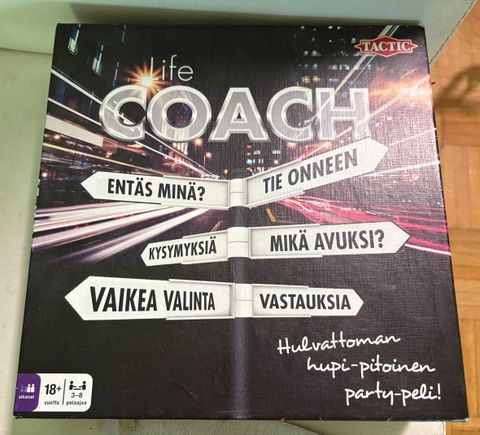 TACTIC
Life
COACH
ENTÄS MINÄ?
TIE ONNEEN
KYSYMYKSIÄ
MIKÄ AVUKSI?
VAIKEA VALINTA
VASTAUKSIA
Hulvattoman
hupi-pitoinen
party-peli!
aikuiset
18+
vuotta
3-8
pelaajaa